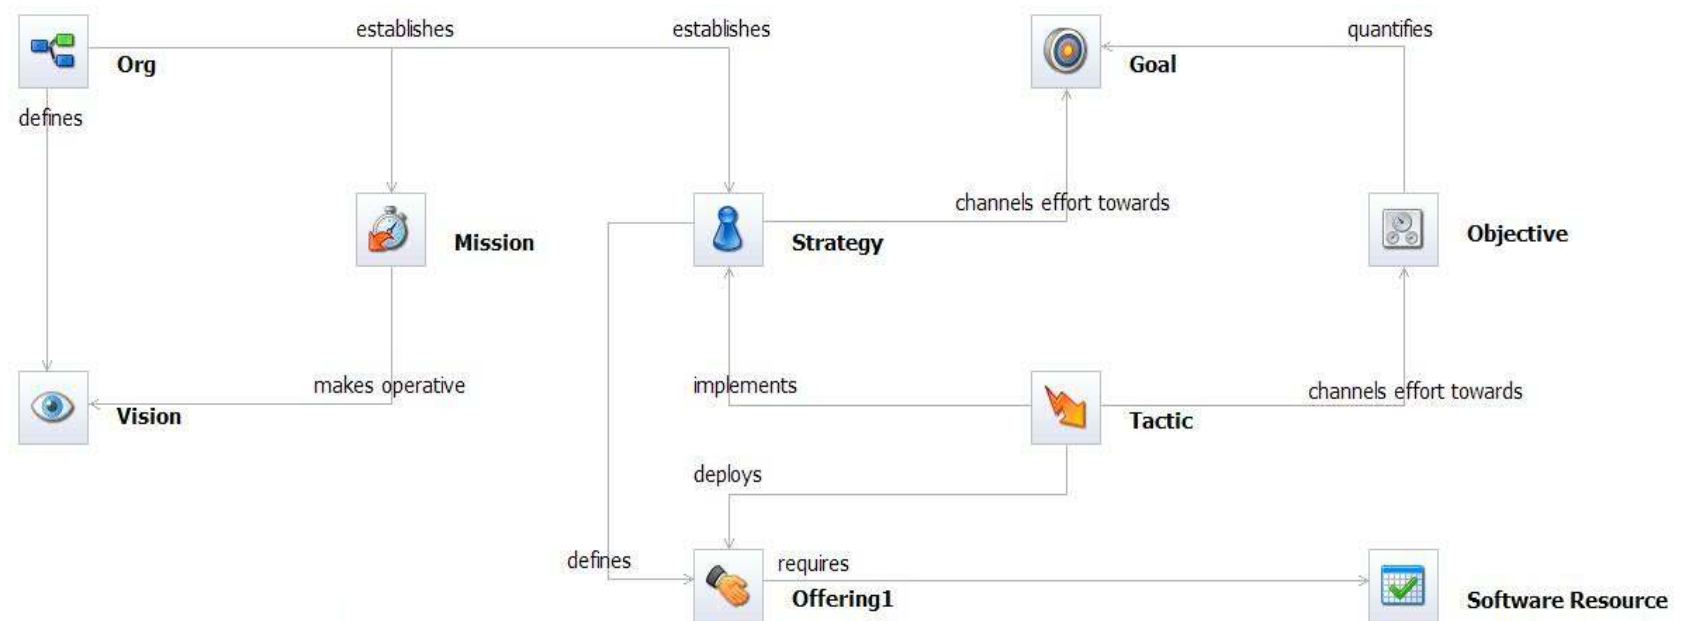 establishes
establishes
quantifies
Org
Goal
defines
channels effort towards
Mission
Strategy
Objective
makes operative
implements
channels effort towards
Vision
Tactic
deploys
defines
requires
Offering1
Software Resource